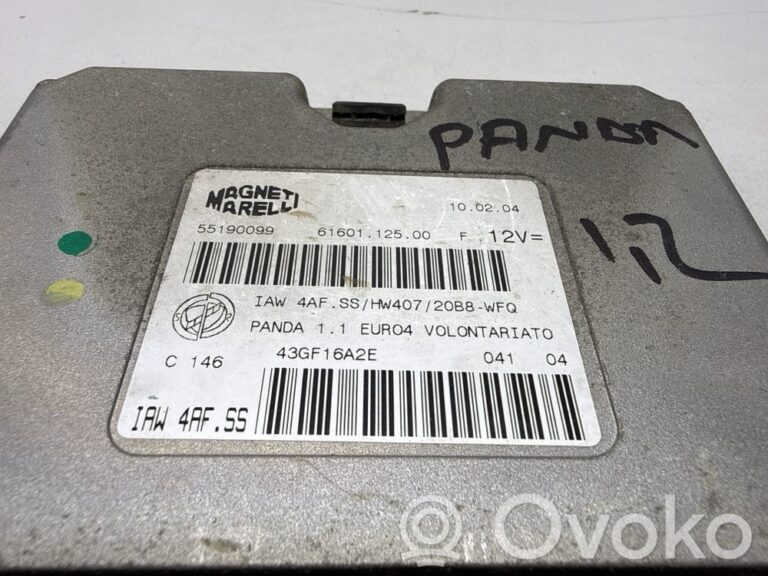 PANDA
1,2
MAGNETI
MARELLI
10.02.04
55190099 61601.125.00 F 12V=
IAW 4AF.SS/HW407/20B8-WFQ
PANDA 1.1 EURO4 VOLONTARIATO
C 146 43GF16A2E 041 04
IAW 4AF.SS
Ovoko